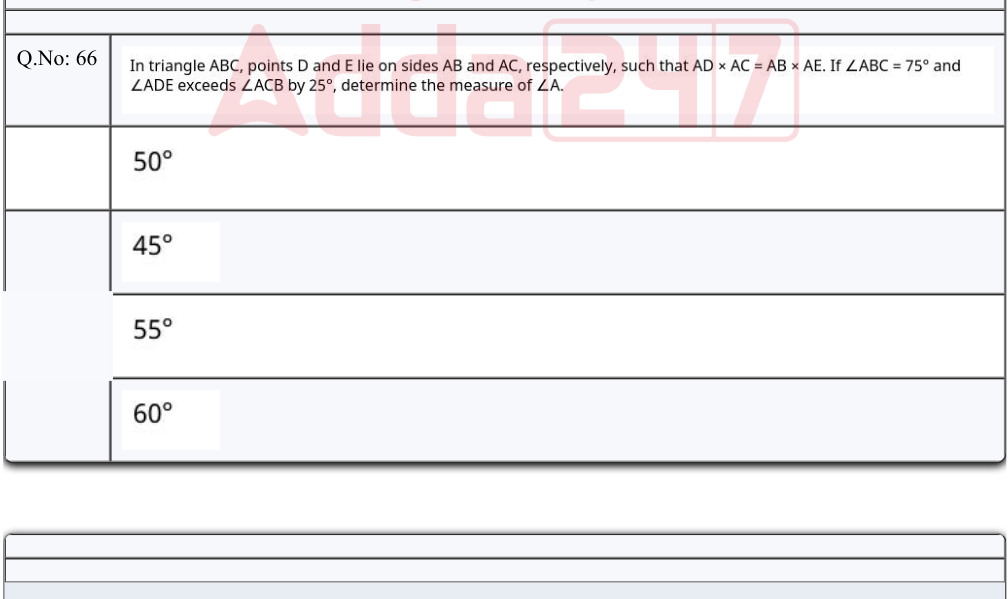 Adda247
Q.No: 66
In triangle ABC, points D and E lie on sides AB and AC, respectively, such that AD × AC = AB × AE. If ∠ABC = 75° and
∠ADE exceeds ∠ACB by 25°, determine the measure of ∠A.
50°
45°
55°
60°